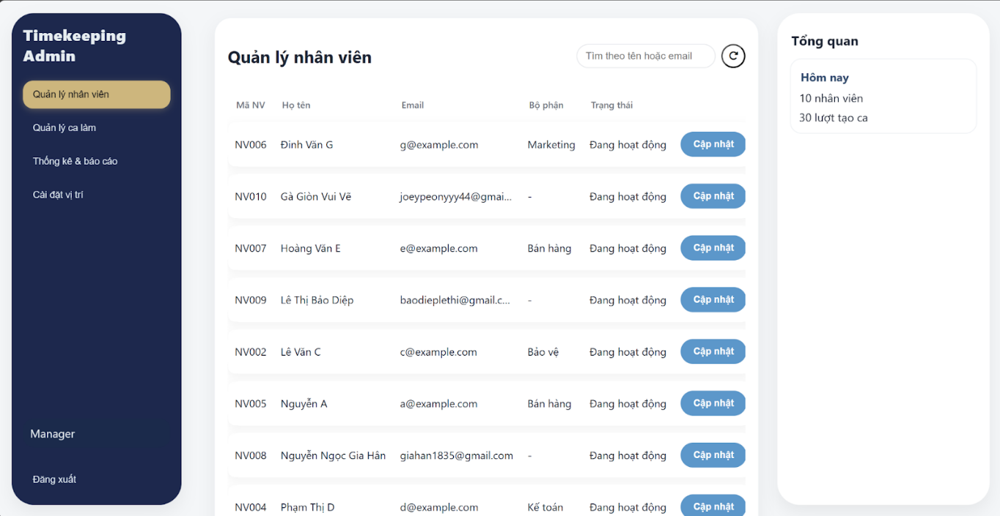 Timekeeping
Admin
Quản lý nhân viên
Quản lý ca làm
Thống kê & báo cáo
Cài đặt vị trí
Manager
Đăng xuất
Quản lý nhân viên
Tìm theo tên hoặc email
Mã NV Họ tên Email Bộ phận Trạng thái
NV006 Đinh Văn G g@example.com Marketing Đang hoạt động Cập nhật
NV010 Gà Giòn Vui Vẽ joeypeonyyy44@gmai... - Đang hoạt động Cập nhật
NV007 Hoàng Văn E e@example.com Bán hàng Đang hoạt động Cập nhật
NV009 Lê Thị Bảo Diệp baodieplethi@gmail.c... - Đang hoạt động Cập nhật
NV002 Lê Văn C c@example.com Bảo vệ Đang hoạt động Cập nhật
NV005 Nguyễn A a@example.com Bán hàng Đang hoạt động Cập nhật
NV008 Nguyễn Ngọc Gia Hân giahan1835@gmail.com - Đang hoạt động Cập nhật
NV004 Phạm Thị D d@example.com Kế toán Đang hoạt động Cập nhật
Tổng quan
Hôm nay
10 nhân viên
30 lượt tạo ca